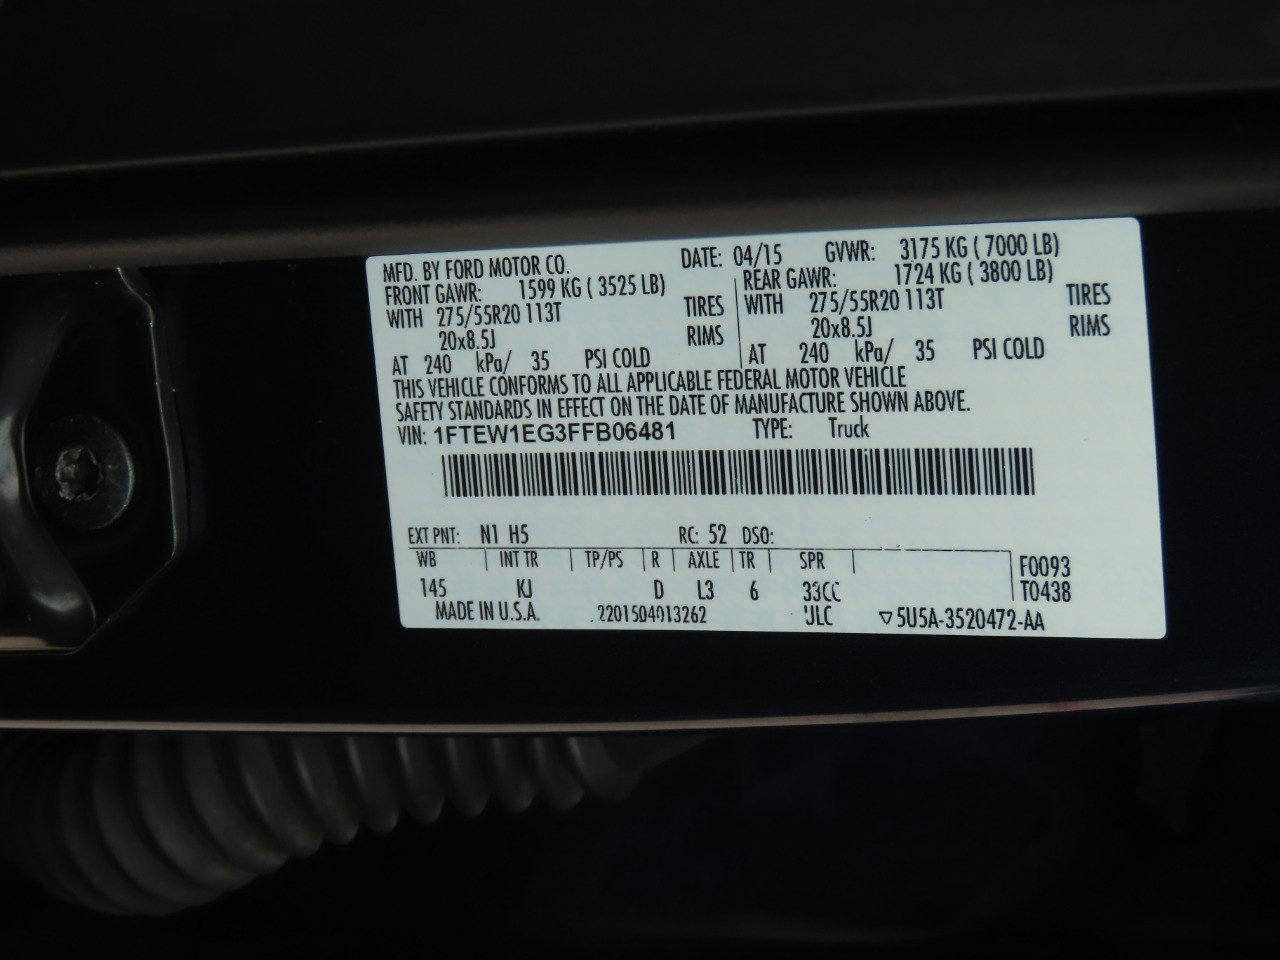 MFD. BY FORD MOTOR CO. DATE: 04/15 GVWR: 3175 KG ( 7000 LB)
FRONT GAWR: 1599 KG ( 3525 LB) REAR GAWR: 1724 KG ( 3800 LB)
WITH 275/55R20 113T TIRES WITH 275/55R20 113T TIRES
20x8.5J RIMS 20x8.5J RIMS
AT 240 kPa/ 35 PSI COLD AT 240 kPa/ 35 PSI COLD
THIS VEHICLE CONFORMS TO ALL APPLICABLE FEDERAL MOTOR VEHICLE
SAFETY STANDARDS IN EFFECT ON THE DATE OF MANUFACTURE SHOWN ABOVE.
VIN: 1FTEW1EG3FFB06481 TYPE: Truck
EXT PNT: N1 H5 RC: 52 DSO:
WB INT TR TP/PS R AXLE TR SPR F0093
145 KJ D L3 6 33CC T0438
MADE IN U.S.A. 2201504013262 ULC ▽5U5A-3520472-AA